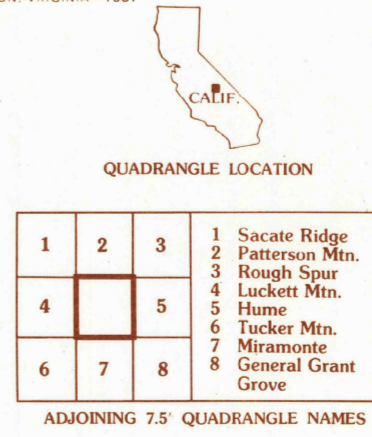 ON, VIRGINIA
CALIF.
QUADRANGLE LOCATION
1 2 3
4 5
6 7 8
1 Sacate Ridge
2 Patterson Mtn.
3 Rough Spur
4 Luckett Mtn.
5 Hume
6 Tucker Mtn.
7 Miramonte
8 General Grant
Grove
ADJOINING 7.5′ QUADRANGLE NAMES